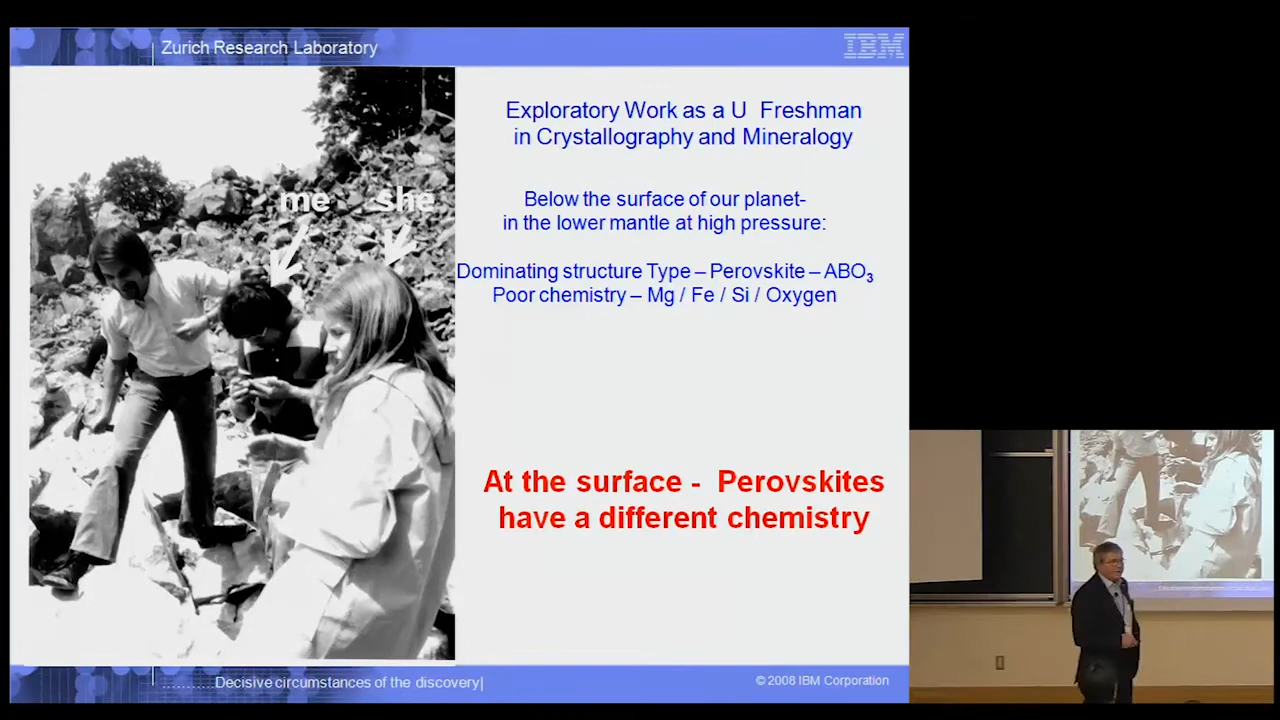 Zurich Research Laboratory
IBM
Exploratory Work as a U Freshman
in Crystallography and Mineralogy
me
she
Below the surface of our planet-
in the lower mantle at high pressure:
Dominating structure Type – Perovskite – ABO₃
Poor chemistry – Mg / Fe / Si / Oxygen
At the surface - Perovskites
have a different chemistry
...........Decisive circumstances of the discovery|
© 2008 IBM Corporation